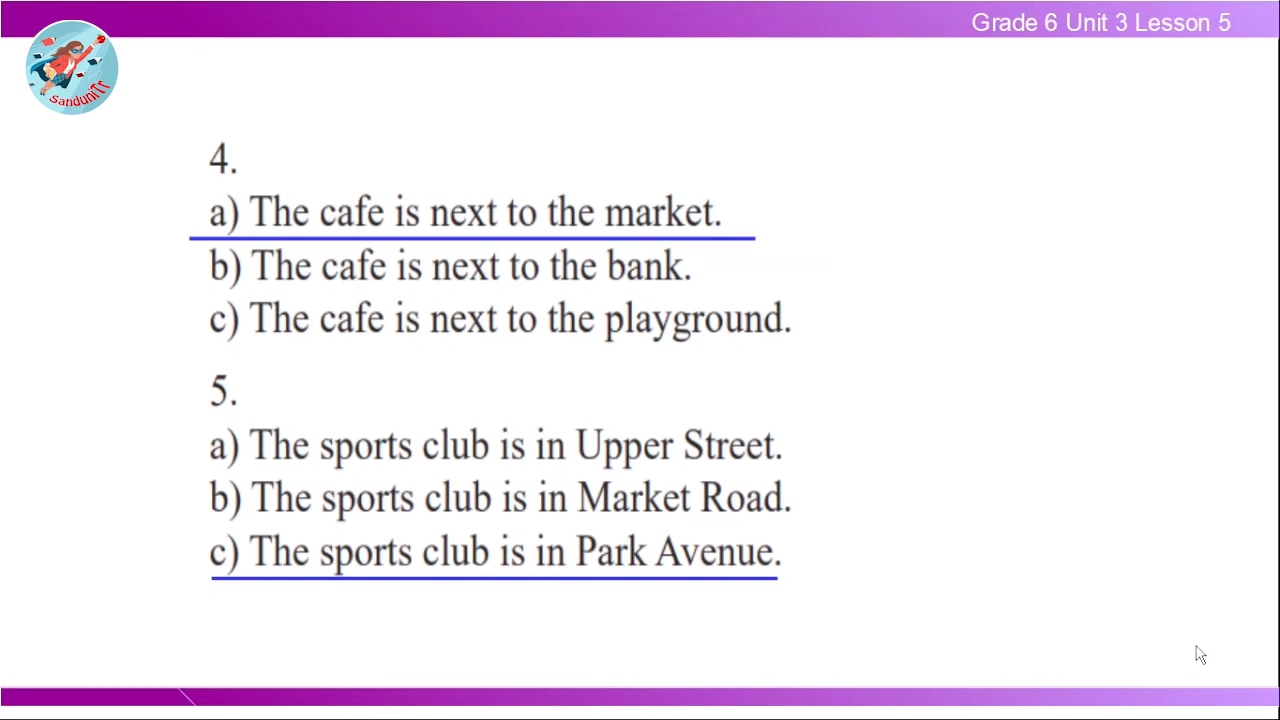 Grade 6 Unit 3 Lesson 5
SanduniTr
4.
a) The cafe is next to the market.
b) The cafe is next to the bank.
c) The cafe is next to the playground.
5.
a) The sports club is in Upper Street.
b) The sports club is in Market Road.
c) The sports club is in Park Avenue.